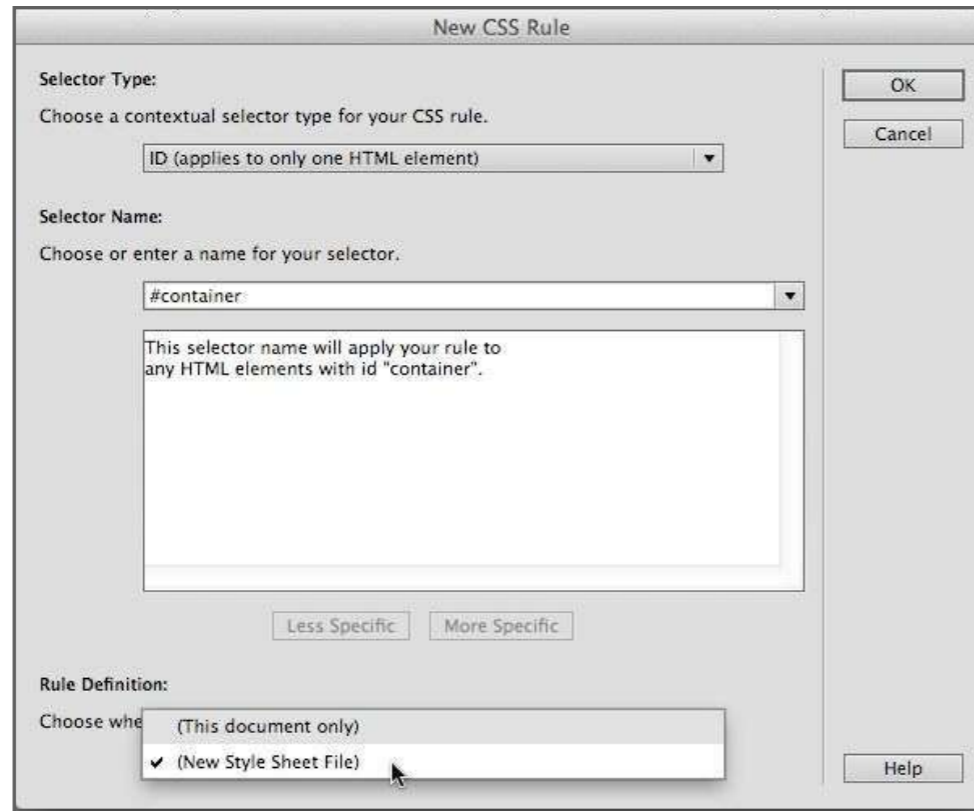 New CSS Rule
Selector Type:
OK
Choose a contextual selector type for your CSS rule.
Cancel
ID (applies to only one HTML element)
Selector Name:
Choose or enter a name for your selector.
#container
This selector name will apply your rule to
any HTML elements with id "container".
Less Specific
More Specific
Rule Definition:
Choose
(This document only)
✔ (New Style Sheet File)
Help